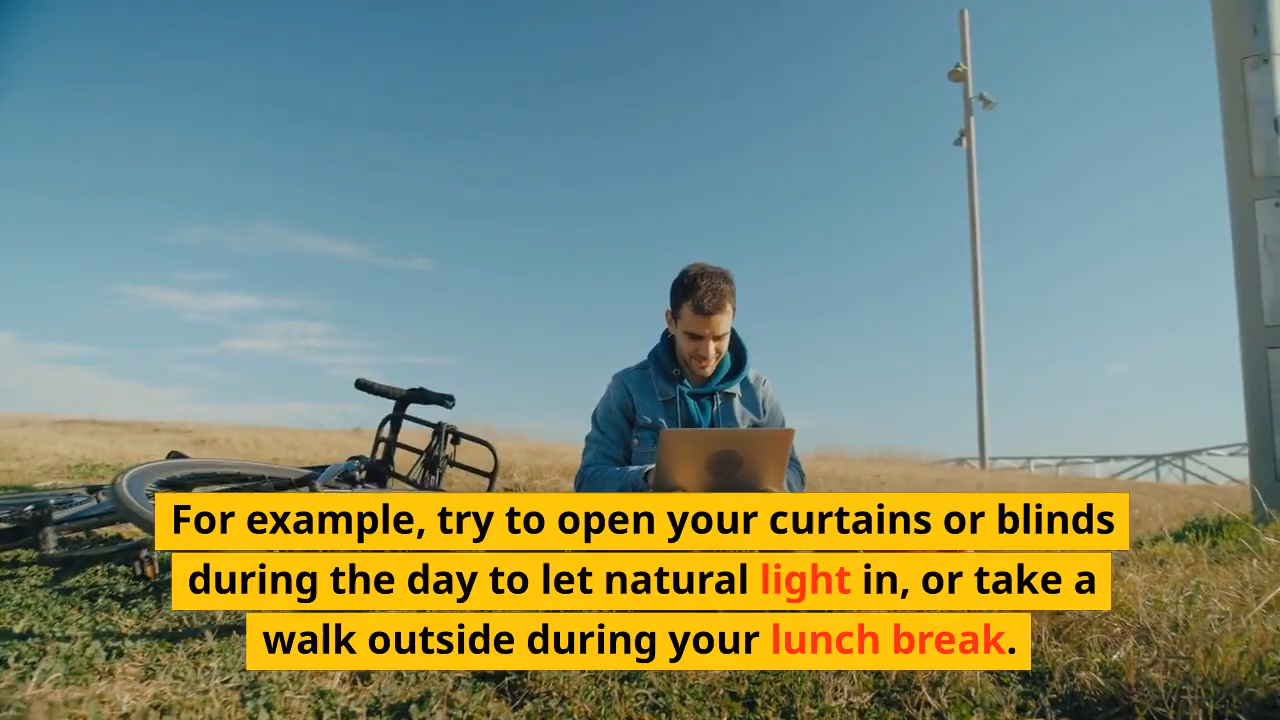 For example, try to open your curtains or blinds
during the day to let natural light in, or take a
walk outside during your lunch break.